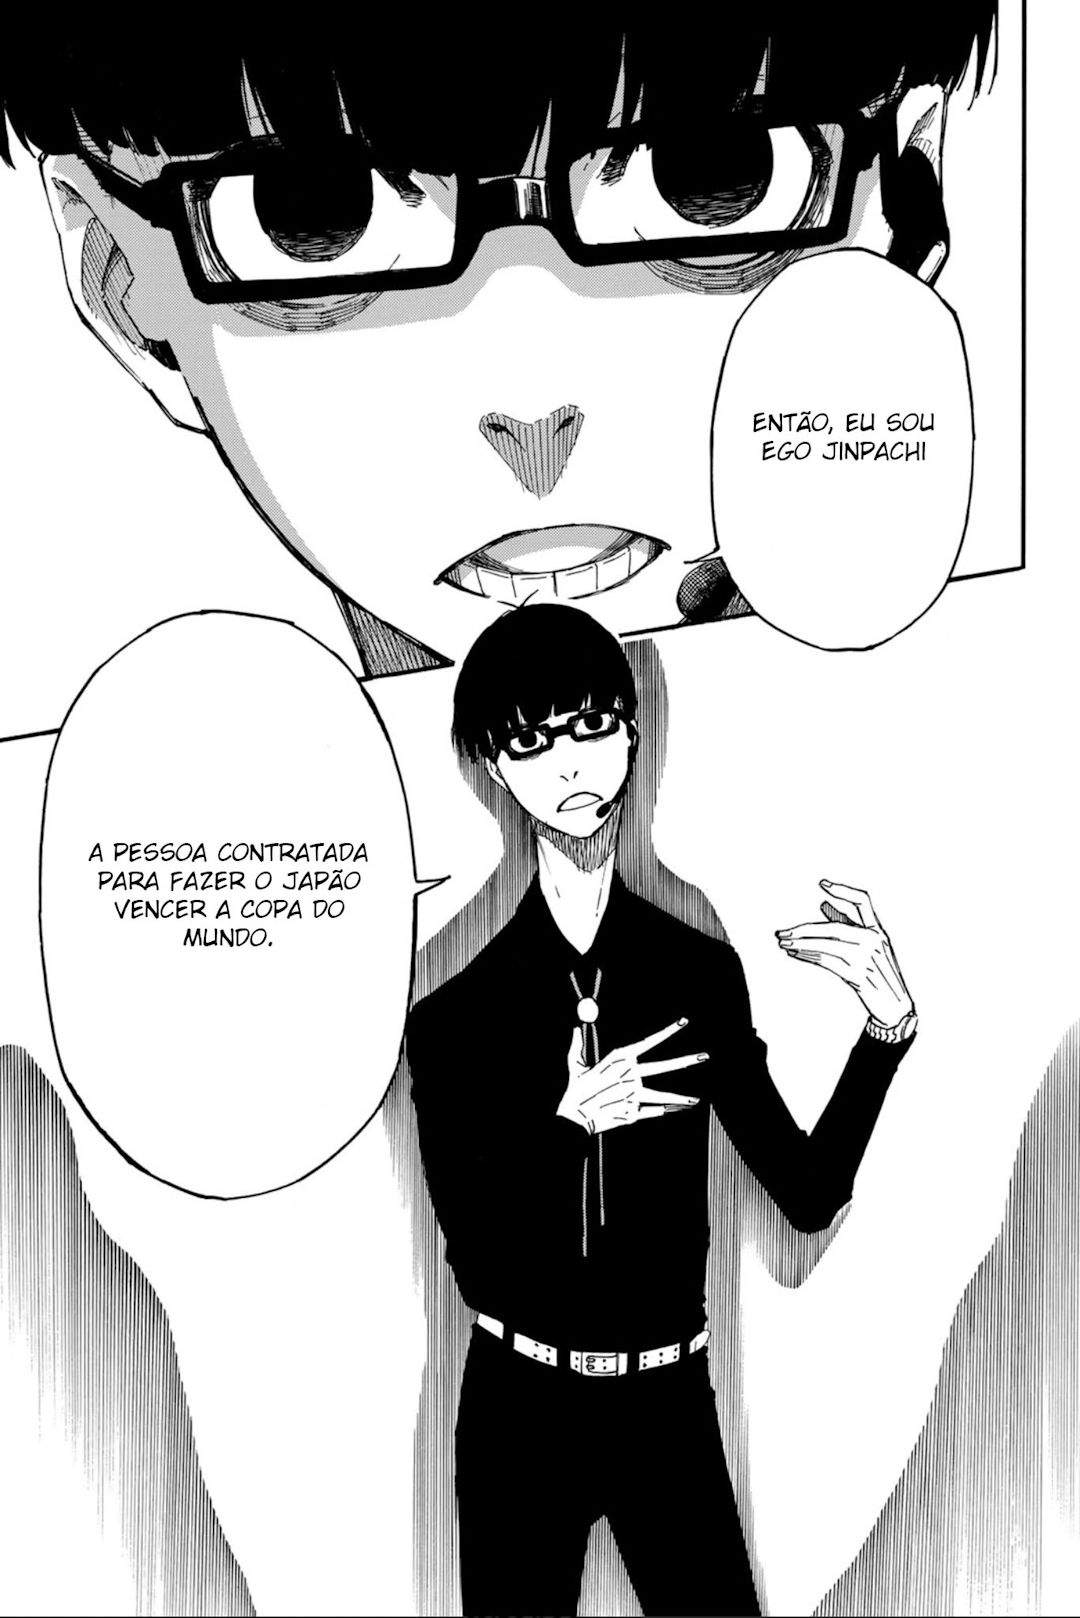 ENTÃO, EU SOU
EGO JINPACHI
A PESSOA CONTRATADA
PARA FAZER O JAPÃO
VENCER A COPA DO
MUNDO.